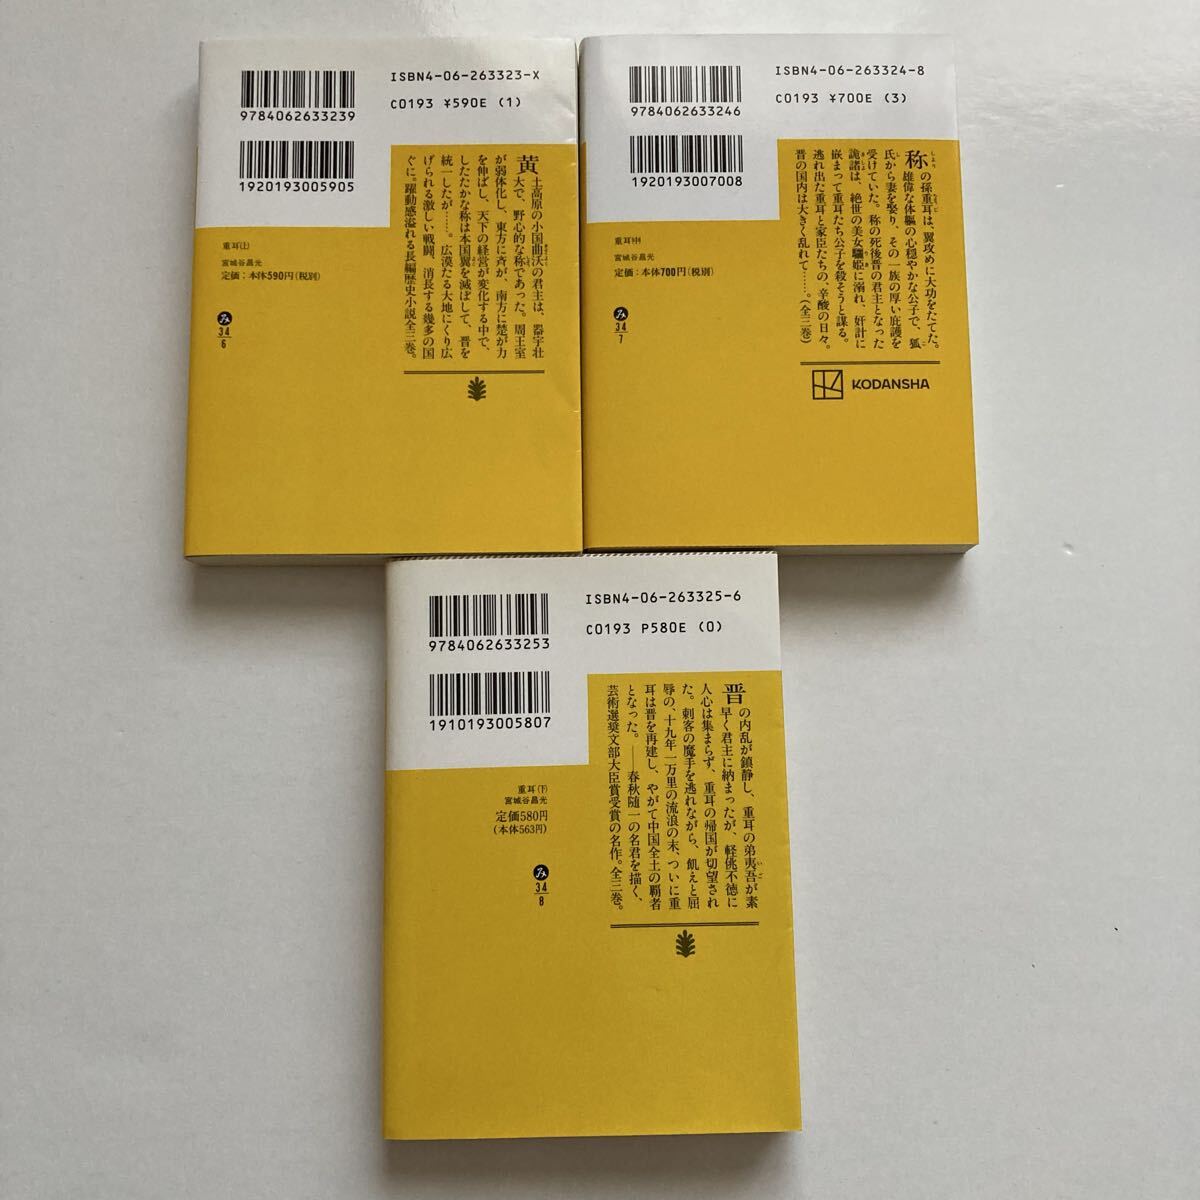 ISBN4-06-263323-X
C0193 ¥590E (1)
9784062633239
1920193005905
黄土高原の小国曲沃の君主は、器宇壮
大で、野心的な称であった。周王室
が弱体化し、東方に斉が、南方に楚が力
を伸ばし、天下の経営が変化する中で、
したたかな称は本国翼を滅ぼして、晋を
統一したが……。広漠たる大地にくり広
げられる激しい戦闘、消長する幾多の国
ぐに。躍動感溢れる長編歴史小説全三巻。
重耳(上)
宮城谷昌光
定価:本体590円(税別)
み
34
6
ISBN4-06-263324-8
C0193 ¥700E (3)
9784062633246
1920193007008
称の孫重耳は、翼攻めに大功をたてた。
雄偉な体軀の心穏やかな公子で、狐
氏から妻を娶り、その一族の厚い庇護を
受けていた。称の死後晋の君主となった
詭諸は、絶世の美女驪姫に溺れ、奸計に
嵌まって重耳たち公子を殺そうと謀る。
逃れ出た重耳と家臣たちの、辛酸の日々。
晋の国内は大きく乱れて……。(全三巻)
重耳(中)
宮城谷昌光
定価:本体700円(税別)
み
34
7
KODANSHA
ISBN4-06-263325-6
C0193 P580E (0)
9784062633253
1910193005807
晋の内乱が鎮静し、重耳の弟夷吾が素
早く君主に納まったが、軽佻不徳に
人心は集まらず、重耳の帰国が切望され
た。刺客の魔手を逃れながら、飢えと屈
辱の、十九年一万里の流浪の末、ついに重
耳は晋を再建し、やがて中国全土の覇者
となった。――春秋随一の名君を描く、
芸術選奨文部大臣賞受賞の名作。全三巻。
重耳(下)
宮城谷昌光
定価580円
(本体563円)
み
34
8